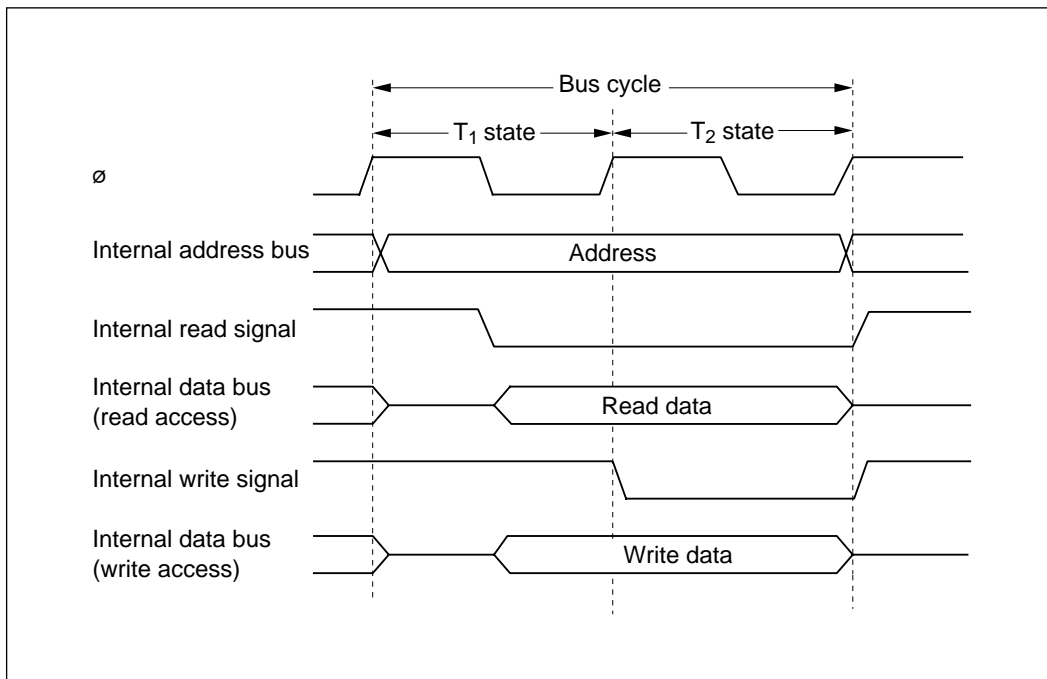 Bus cycle
T1 state
T2 state
ø
Internal address bus
Address
Internal read signal
Internal data bus
(read access)
Read data
Internal write signal
Internal data bus
(write access)
Write data